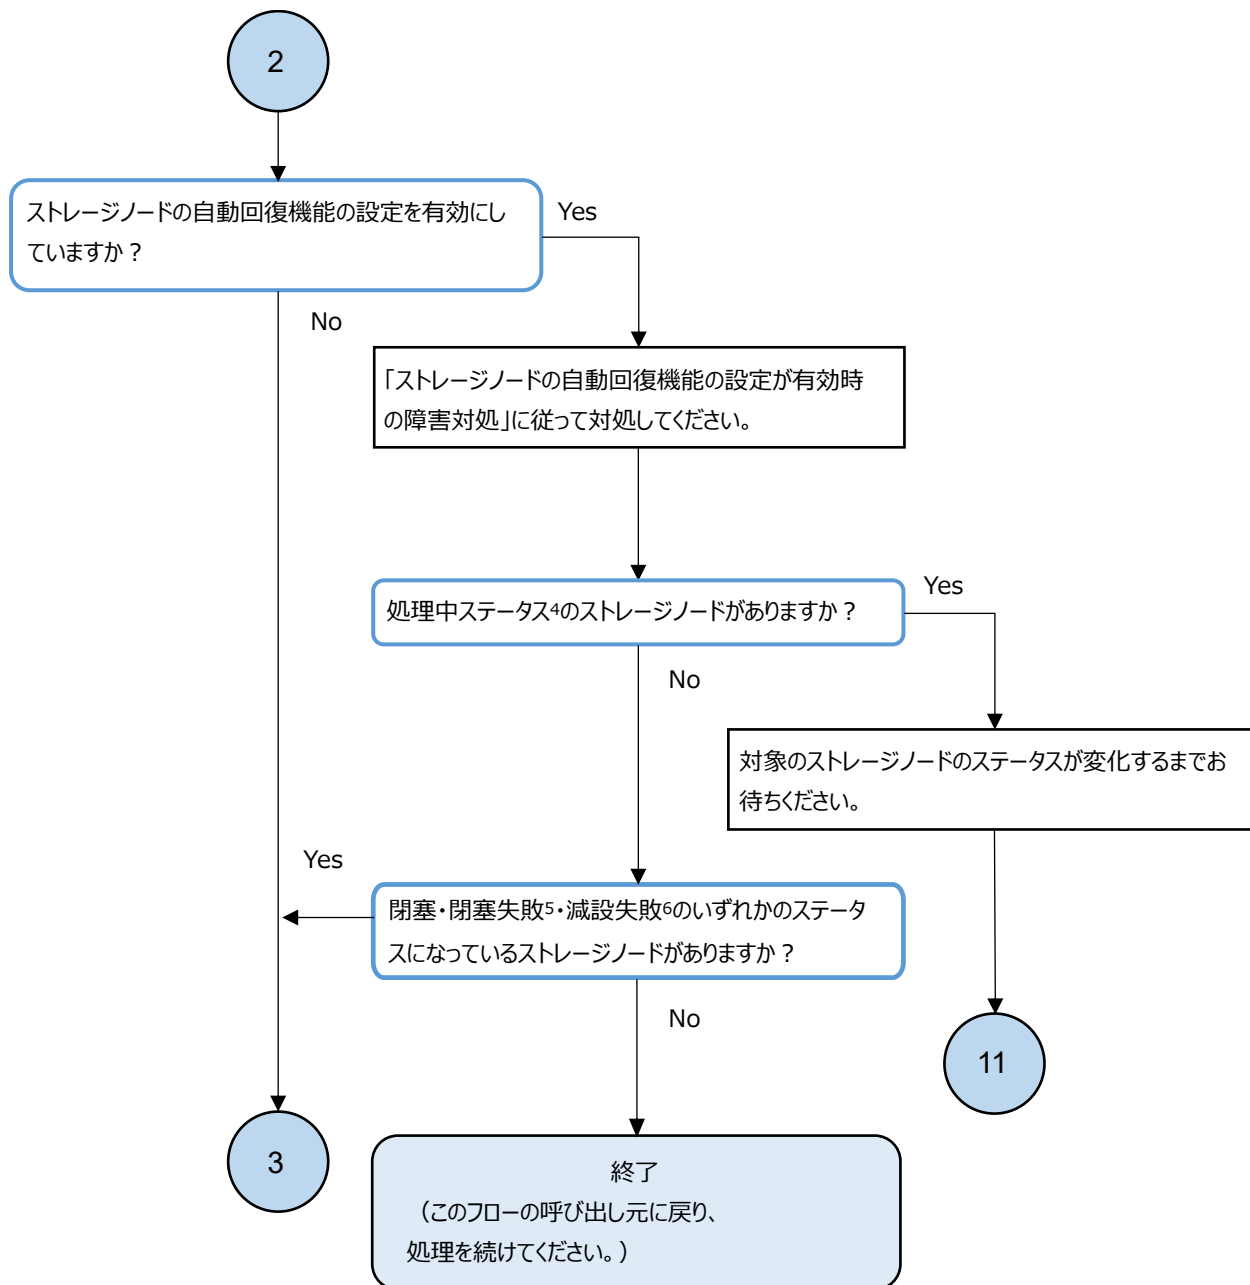 2
ストレージノードの自動回復機能の設定を有効にし
ていますか？
Yes
No
「ストレージノードの自動回復機能の設定が有効時
の障害対処」に従って対処してください。
処理中ステータス4のストレージノードがありますか？
Yes
No
対象のストレージノードのステータスが変化するまでお
待ちください。
Yes
閉塞・閉塞失敗5・減設失敗6のいずれかのステータ
スになっているストレージノードがありますか？
No
11
3
終了
（このフローの呼び出し元に戻り、
処理を続けてください。）